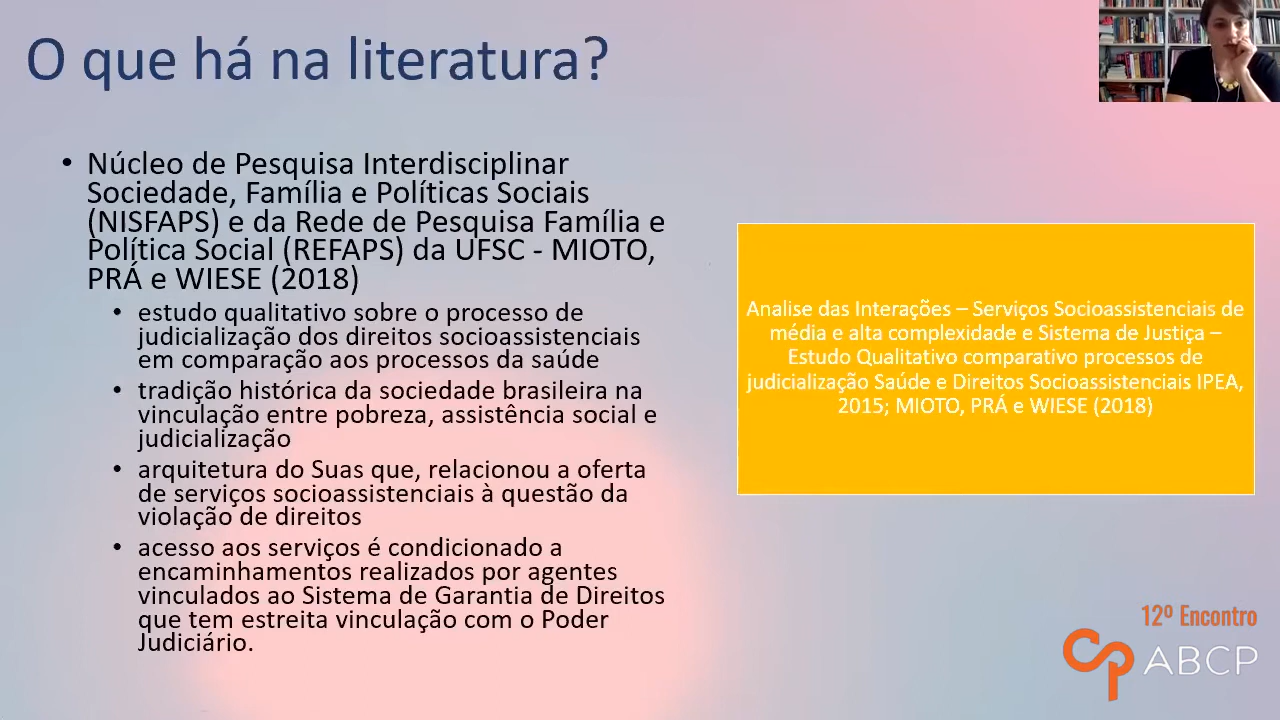 O que há na literatura?
• Núcleo de Pesquisa Interdisciplinar
Sociedade, Família e Políticas Sociais
(NISFAPS) e da Rede de Pesquisa Família e
Política Social (REFAPS) da UFSC - MIOTO,
PRÁ e WIESE (2018)
• estudo qualitativo sobre o processo de
judicialização dos direitos socioassistenciais
em comparação aos processos da saúde
• tradição histórica da sociedade brasileira na
vinculação entre pobreza, assistência social e
judicialização
• arquitetura do Suas que, relacionou a oferta
de serviços socioassistenciais à questão da
violação de direitos
• acesso aos serviços é condicionado a
encaminhamentos realizados por agentes
vinculados ao Sistema de Garantia de Direitos
que tem estreita vinculação com o Poder
Judiciário.
Analise das Interações – Serviços Socioassistenciais de
média e alta complexidade e Sistema de Justiça –
Estudo Qualitativo comparativo processos de
judicialização Saúde e Direitos Socioassistenciais IPEA,
2015; MIOTO, PRÁ e WIESE (2018)
12º Encontro
ABCP